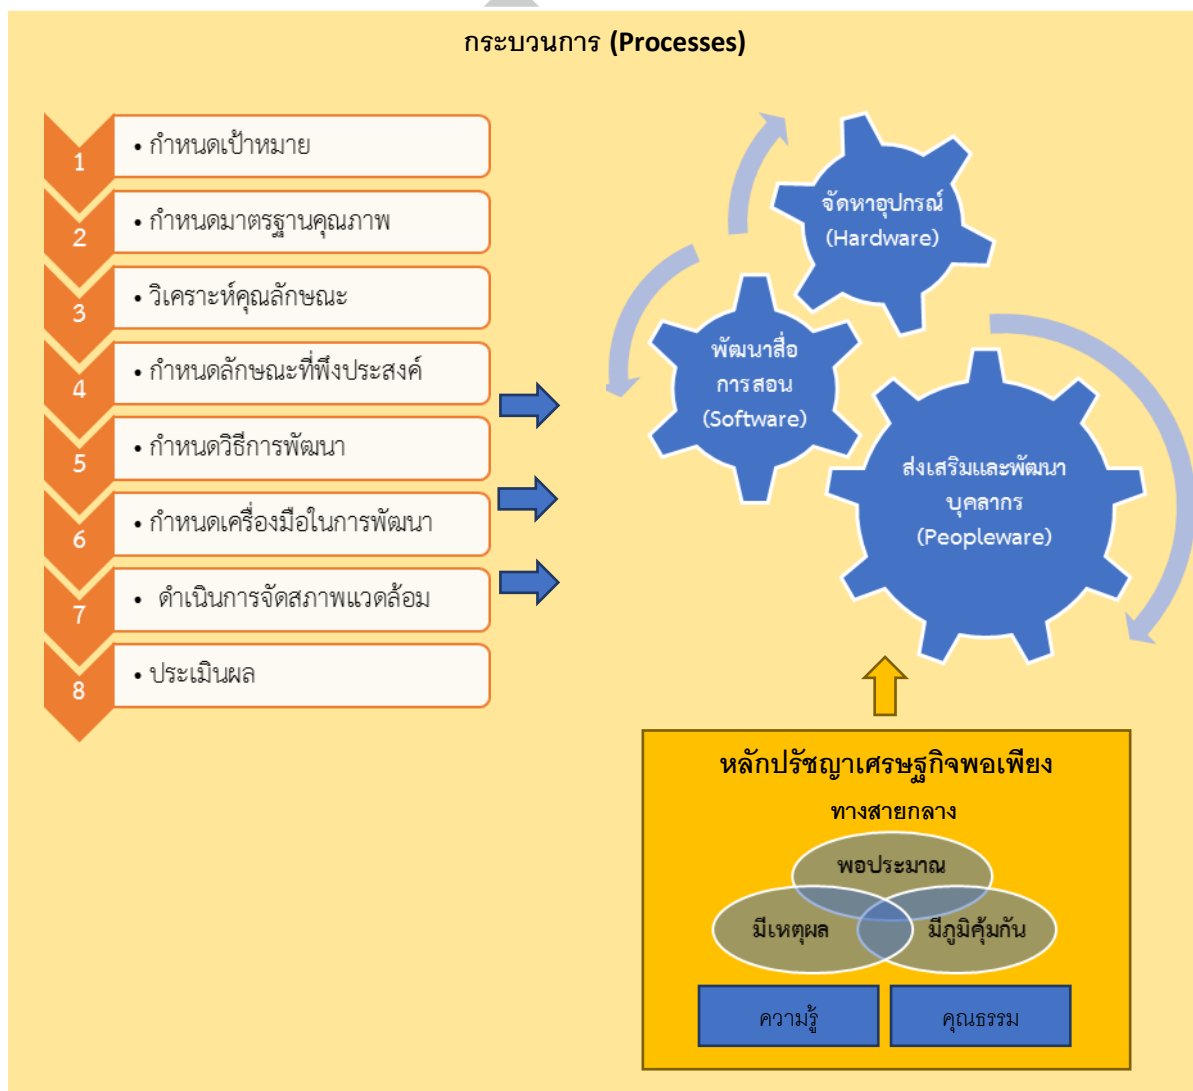 กระบวนการ (Processes)
1
• กำหนดเป้าหมาย
2
• กำหนดมาตรฐานคุณภาพ
3
• วิเคราะห์คุณลักษณะ
4
• กำหนดลักษณะที่พึงประสงค์
5
• กำหนดวิธีการพัฒนา
6
• กำหนดเครื่องมือในการพัฒนา
7
• ดำเนินการจัดสภาพแวดล้อม
8
• ประเมินผล
จัดหาอุปกรณ์
(Hardware)
พัฒนาสื่อ
การสอน
(Software)
ส่งเสริมและพัฒนา
บุคลากร
(Peopleware)
หลักปรัชญาเศรษฐกิจพอเพียง
ทางสายกลาง
พอประมาณ
มีเหตุผล
มีภูมิคุ้มกัน
ความรู้
คุณธรรม